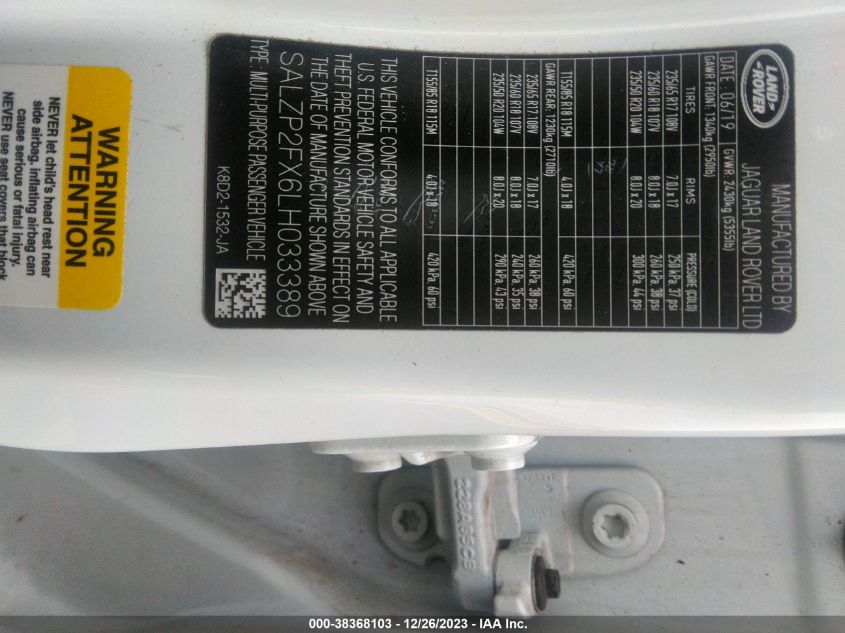 LAND-
-ROVER
MANUFACTURED BY
JAGUAR LAND ROVER LTD
DATE: 06/19 GVWR: 2430kg (5355lb)
GAWR FRONT: 1340kg (2950lb)
TIRES RIMS PRESSURE (COLD)
235/65 R17 108V 7.0J x 17 250 kPa, 37 psi
235/60 R18 107V 8.0J x 18 260 kPa, 38 psi
235/50 R20 104W 8.0J x 20 300 kPa, 44 psi
T155/85 R18 115M 4.0J x 18 420 kPa, 60 psi
GAWR REAR: 1230kg (2710lb)
235/65 R17 108V 7.0J x 17 260 kPa, 38 psi
235/60 R18 107V 8.0J x 18 240 kPa, 35 psi
235/50 R20 104W 8.0J x 20 290 kPa, 43 psi
T155/85 R18 115M 4.0J x 18 420 kPa, 60 psi
THIS VEHICLE CONFORMS TO ALL APPLICABLE
U.S. FEDERAL MOTOR VEHICLE SAFETY AND
THEFT PREVENTION STANDARDS IN EFFECT ON
THE DATE OF MANUFACTURE SHOWN ABOVE
SALZP2FX6LH033389
TYPE: MULTI-PURPOSE PASSENGER VEHICLE
K8D2-1532-JA
WARNING
ATTENTION
NEVER let child's head rest near
side airbag, inflating airbag can
cause serious or fatal injury.
NEVER use seat covers that block
000-38368103 - 12/26/2023 - IAA Inc.